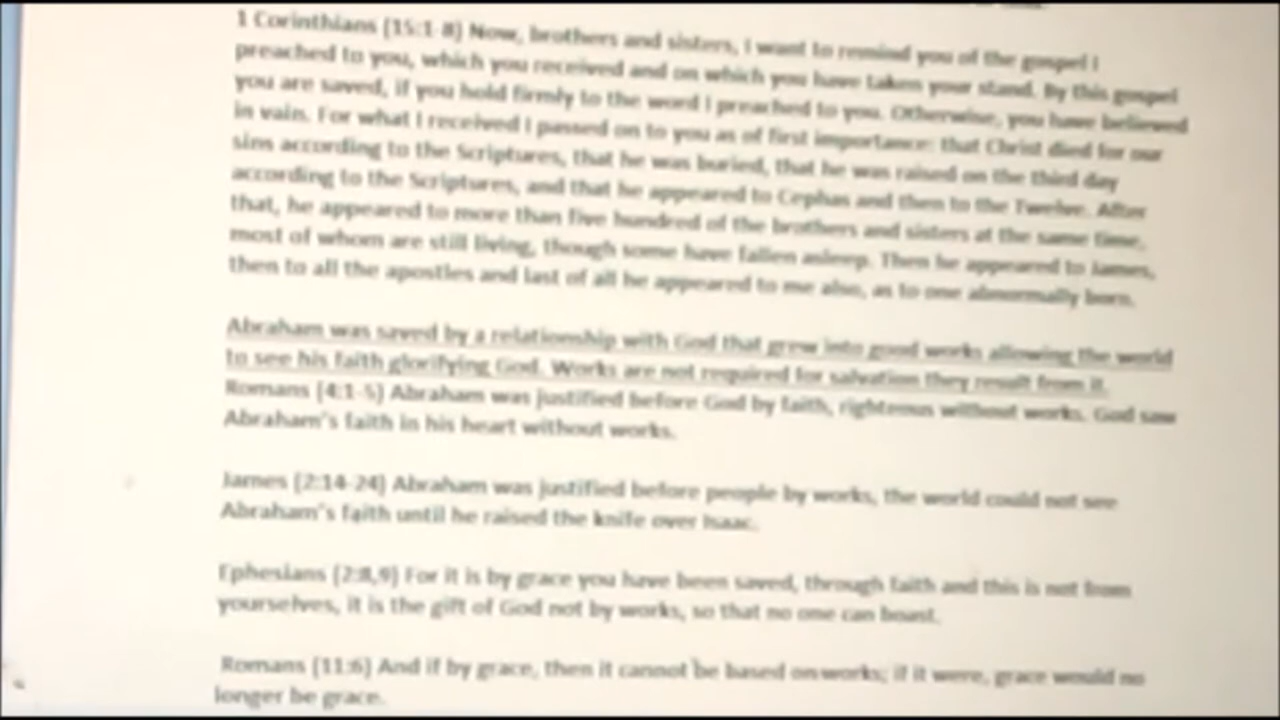 1 Corinthians (15:1-8) Now, brothers and sisters, I want to remind you of the gospel I
preached to you, which you received and on which you have taken your stand. By this gospel
you are saved, if you hold firmly to the word I preached to you. Otherwise, you have believed
in vain. For what I received I passed on to you as of first importance: that Christ died for our
sins according to the Scriptures, that he was buried, that he was raised on the third day
according to the Scriptures, and that he appeared to Cephas and then to the Twelve. After
that, he appeared to more than five hundred of the brothers and sisters at the same time,
most of whom are still living, though some have fallen asleep. Then he appeared to James,
then to all the apostles and last of all he appeared to me also, as to one abnormally born.
Abraham was saved by a relationship with God that grew into good works allowing the world
to see his faith glorifying God. Works are not required for salvation they result from it.
Romans (4:1-5) Abraham was justified before God by faith, righteous without works. God saw
Abraham's faith in his heart without works.
James (2:14-24) Abraham was justified before people by works, the world could not see
Abraham's faith until he raised the knife over Isaac.
Ephesians (2:8,9) For it is by grace you have been saved, through faith and this is not from
yourselves, it is the gift of God not by works, so that no one can boast.
Romans (11:6) And if by grace, then it cannot be based on works; if it were, grace would no
longer be grace.